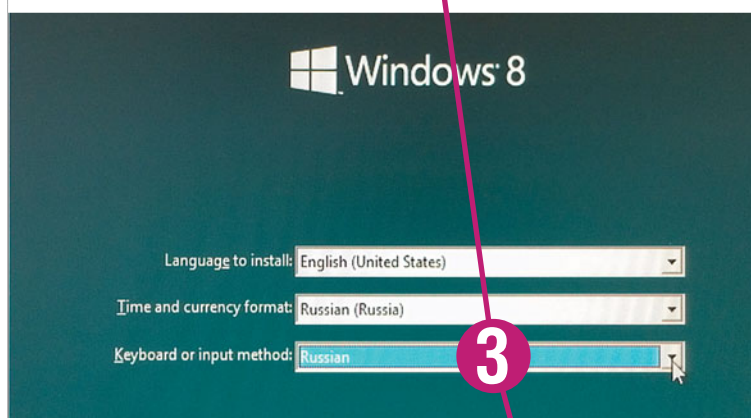 Windows 8
Language to install: English (United States)
Time and currency format: Russian (Russia)
Keyboard or input method: Russian
3